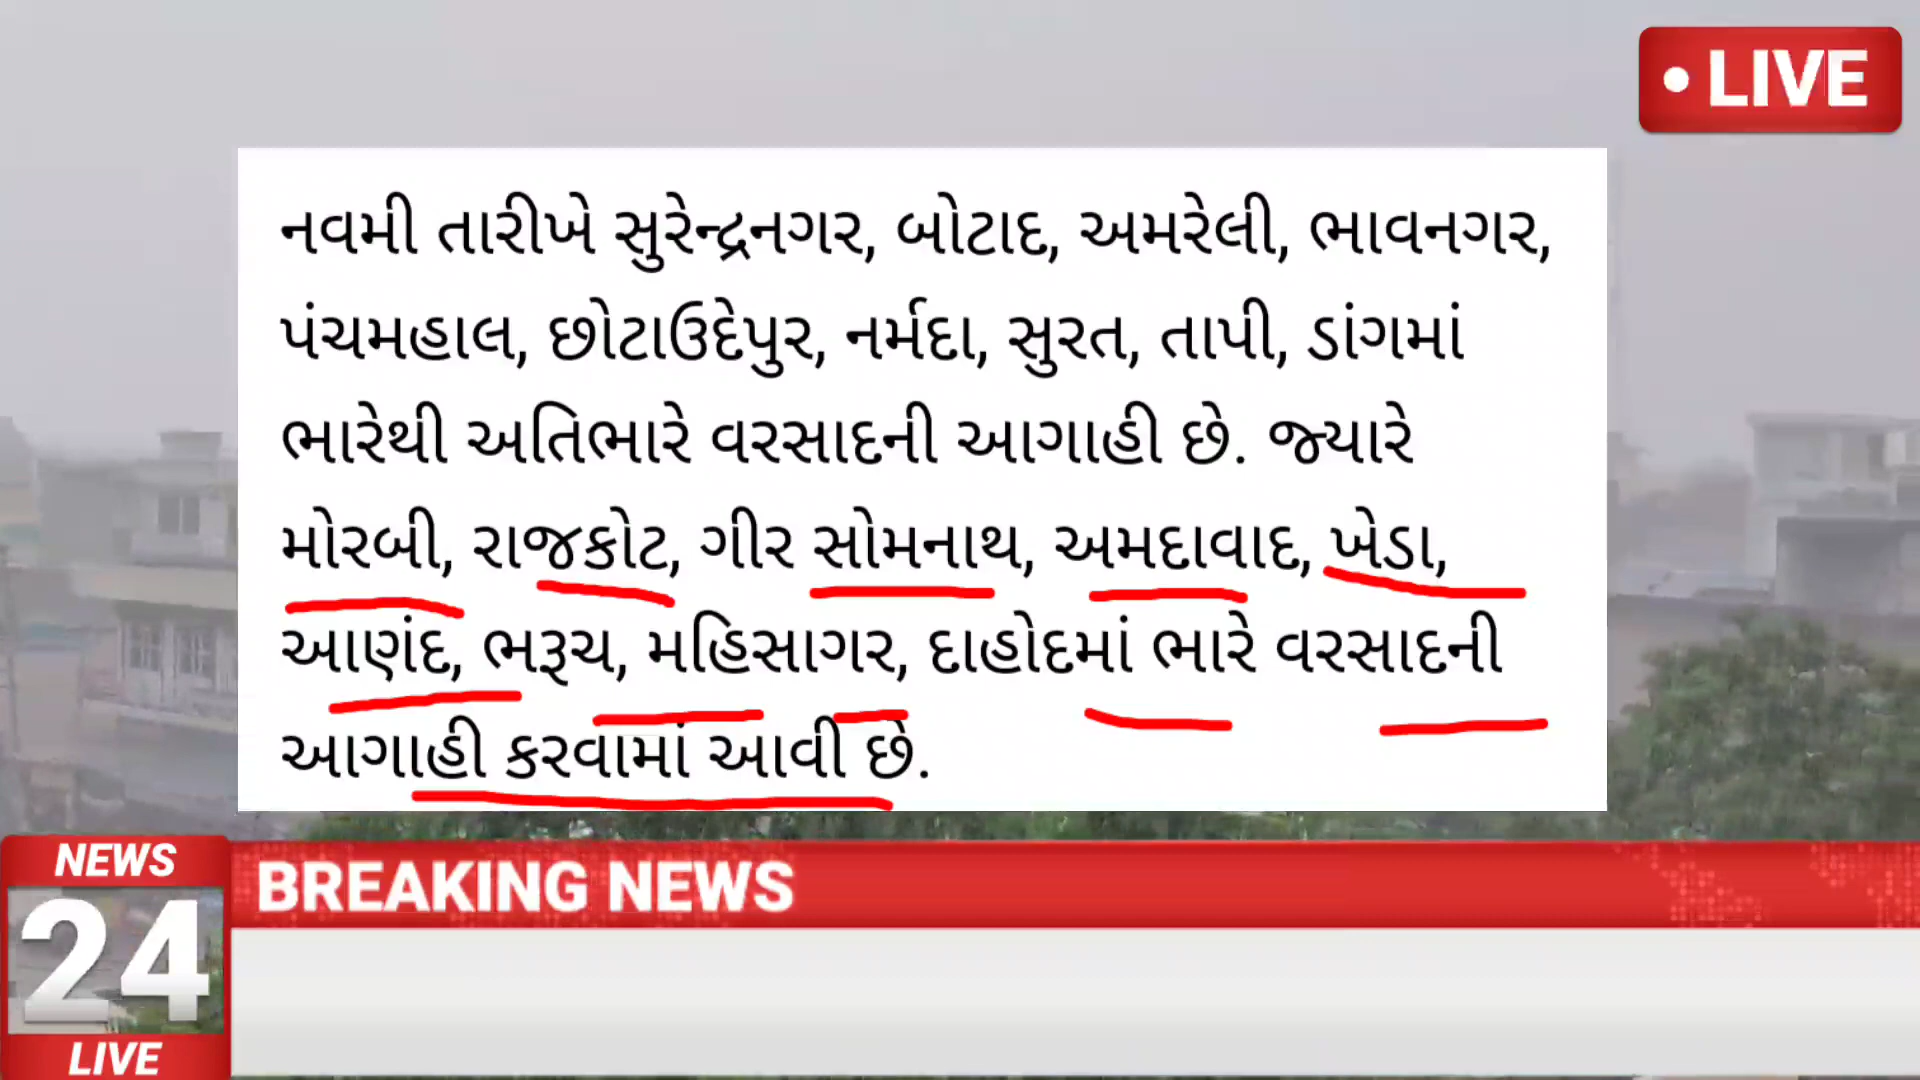 LIVE
નવમી તારીખે સુરેન્દ્રનગર, બોટાદ, અમરેલી, ભાવનગર,
પંચમહાલ, છોટાઉદેપુર, નર્મદા, સુરત, તાપી, ડાંગમાં
ભારેથી અતિભારે વરસાદની આગાહી છે. જ્યારે
મોરબી, રાજકોટ, ગીર સોમનાથ, અમદાવાદ, ખેડા,
આણંદ, ભરૂચ, મહિસાગર, દાહોદમાં ભારે વરસાદની
આગાહી કરવામાં આવી છે.
NEWS
24
LIVE
BREAKING NEWS